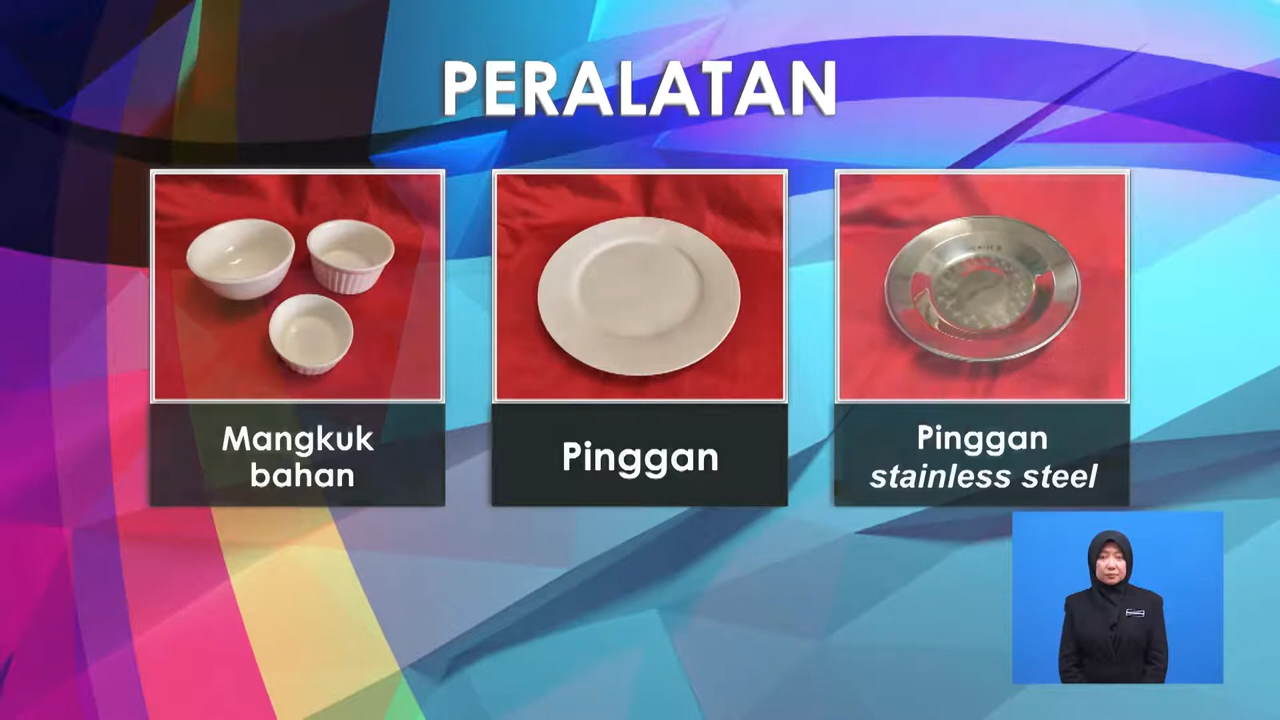 PERALATAN
Mangkuk
bahan
Pinggan
Pinggan
stainless steel